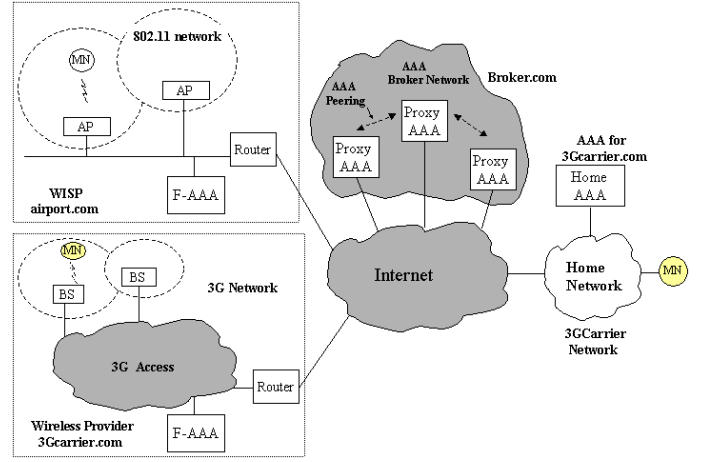 802.11 network
MN
AP
AP
Router
WISP
airport.com
F-AAA
AAA
Broker Network
Broker.com
AAA
Peering
Proxy
AAA
Proxy
AAA
Proxy
AAA
AAA for
3Gcarrier.com
Home
AAA
Internet
Home
Network
MN
3GCarrier
Network
MN
BS
BS
3G Network
3G Access
Router
Wireless Provider
3Gcarrier.com
F-AAA